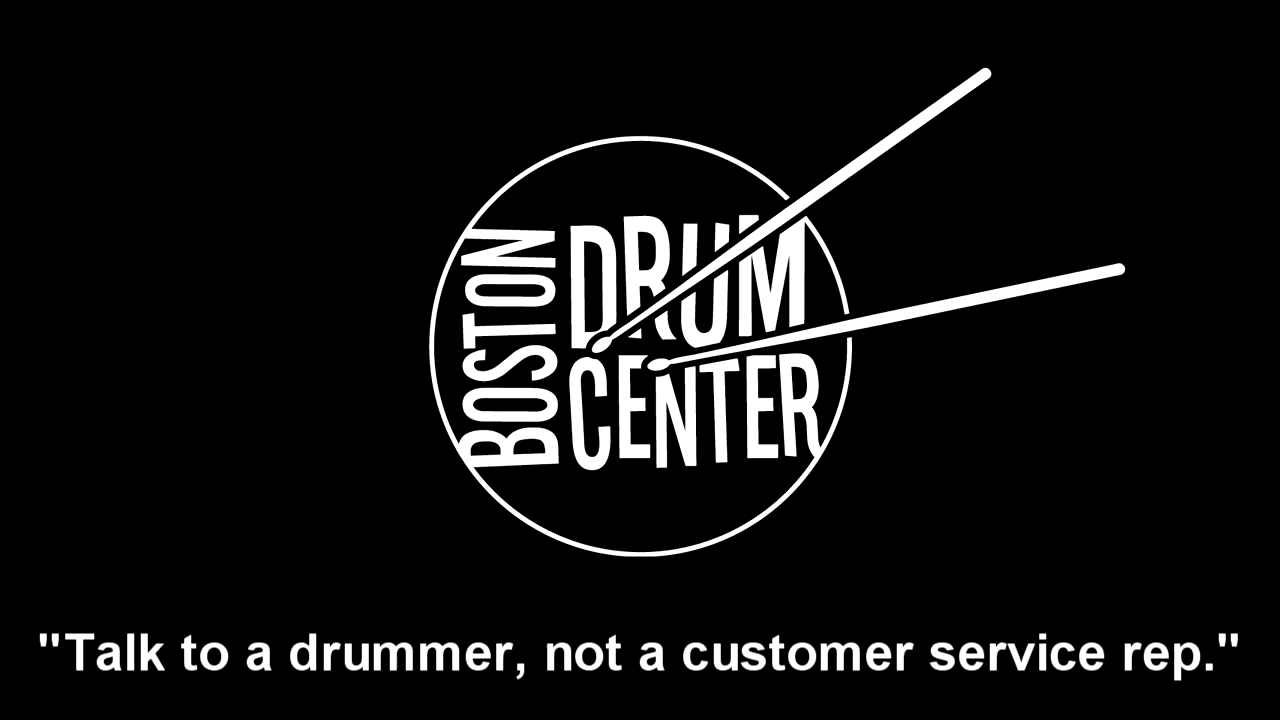 BOSTON
DRUM
CENTER
"Talk to a drummer, not a customer service rep."